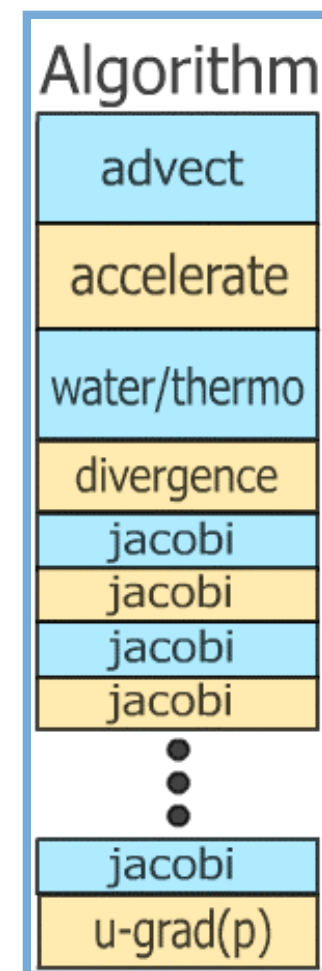 Algorithm
advect
accelerate
water/thermo
divergence
jacobi
jacobi
jacobi
jacobi
jacobi
u-grad(p)